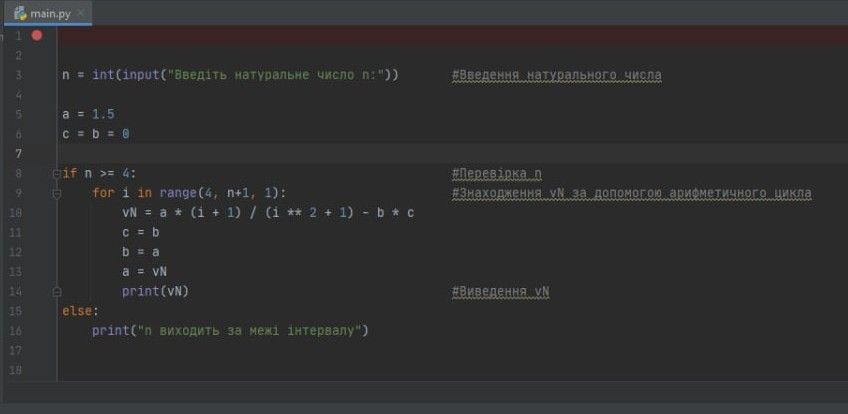 main.py
1
2
3 n = int(input("Введіть натуральне число n:")) #Введення натурального числа
4
5 a = 1.5
6 c = b = 0
7
8 if n >= 4: #Перевірка n
9 for i in range(4, n+1, 1): #Знаходження vN за допомогою арифметичного цикла
10 vN = a * (i + 1) / (i ** 2 + 1) - b * c
11 c = b
12 b = a
13 a = vN
14 print(vN) #Виведення vN
15 else:
16 print("n виходить за межі інтервалу")
17
18